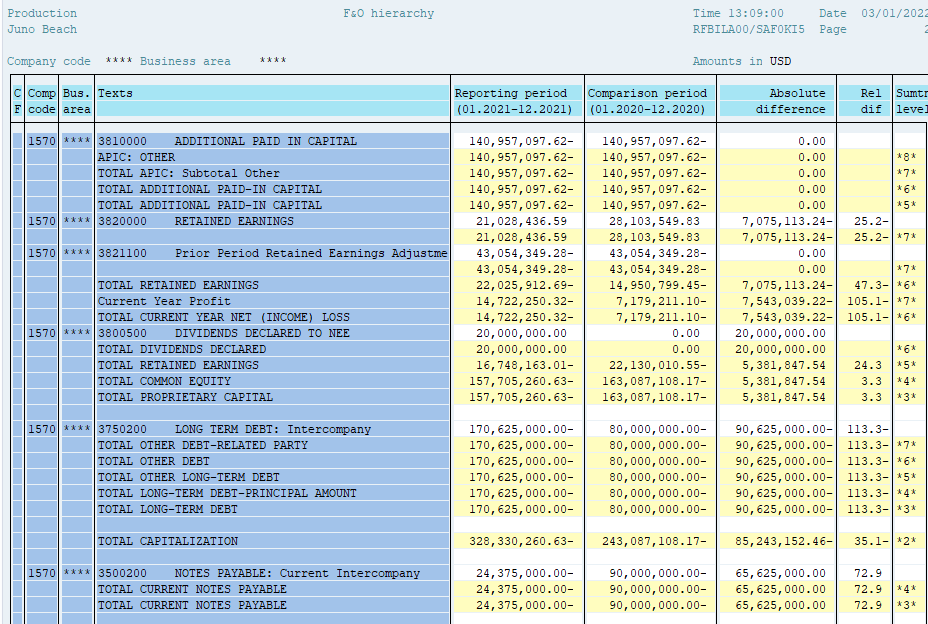 Production F&O hierarchy Time 13:09:00 Date 03/01/2022
Juno Beach RFBILA00/SAF0KI5 Page 2
Company code **** Business area **** Amounts in USD
C Comp Bus. Texts Reporting period Comparison period Absolute Rel Sumtn
F code area (01.2021-12.2021) (01.2020-12.2020) difference dif level
1570 **** 3810000 ADDITIONAL PAID IN CAPITAL 140,957,097.62- 140,957,097.62- 0.00
APIC: OTHER 140,957,097.62- 140,957,097.62- 0.00 *8*
TOTAL APIC: Subtotal Other 140,957,097.62- 140,957,097.62- 0.00 *7*
TOTAL ADDITIONAL PAID-IN CAPITAL 140,957,097.62- 140,957,097.62- 0.00 *6*
TOTAL ADDITIONAL PAID-IN CAPITAL 140,957,097.62- 140,957,097.62- 0.00 *5*
1570 **** 3820000 RETAINED EARNINGS 21,028,436.59 28,103,549.83 7,075,113.24- 25.2-
21,028,436.59 28,103,549.83 7,075,113.24- 25.2- *7*
1570 **** 3821100 Prior Period Retained Earnings Adjustme 43,054,349.28- 43,054,349.28- 0.00
43,054,349.28- 43,054,349.28- 0.00 *7*
TOTAL RETAINED EARNINGS 22,025,912.69- 14,950,799.45- 7,075,113.24- 47.3- *6*
Current Year Profit 14,722,250.32- 7,179,211.10- 7,543,039.22- 105.1- *7*
TOTAL CURRENT YEAR NET (INCOME) LOSS 14,722,250.32- 7,179,211.10- 7,543,039.22- 105.1- *6*
1570 **** 3800500 DIVIDENDS DECLARED TO NEE 20,000,000.00 0.00 20,000,000.00
TOTAL DIVIDENDS DECLARED 20,000,000.00 0.00 20,000,000.00 *6*
TOTAL RETAINED EARNINGS 16,748,163.01- 22,130,010.55- 5,381,847.54 24.3 *5*
TOTAL COMMON EQUITY 157,705,260.63- 163,087,108.17- 5,381,847.54 3.3 *4*
TOTAL PROPRIETARY CAPITAL 157,705,260.63- 163,087,108.17- 5,381,847.54 3.3 *3*
1570 **** 3750200 LONG TERM DEBT: Intercompany 170,625,000.00- 80,000,000.00- 90,625,000.00- 113.3-
TOTAL OTHER DEBT-RELATED PARTY 170,625,000.00- 80,000,000.00- 90,625,000.00- 113.3- *7*
TOTAL OTHER DEBT 170,625,000.00- 80,000,000.00- 90,625,000.00- 113.3- *6*
TOTAL OTHER LONG-TERM DEBT 170,625,000.00- 80,000,000.00- 90,625,000.00- 113.3- *5*
TOTAL LONG-TERM DEBT-PRINCIPAL AMOUNT 170,625,000.00- 80,000,000.00- 90,625,000.00- 113.3- *4*
TOTAL LONG-TERM DEBT 170,625,000.00- 80,000,000.00- 90,625,000.00- 113.3- *3*
TOTAL CAPITALIZATION 328,330,260.63- 243,087,108.17- 85,243,152.46- 35.1- *2*
1570 **** 3500200 NOTES PAYABLE: Current Intercompany 24,375,000.00- 90,000,000.00- 65,625,000.00 72.9
TOTAL CURRENT NOTES PAYABLE 24,375,000.00- 90,000,000.00- 65,625,000.00 72.9 *4*
TOTAL CURRENT NOTES PAYABLE 24,375,000.00- 90,000,000.00- 65,625,000.00 72.9 *3*